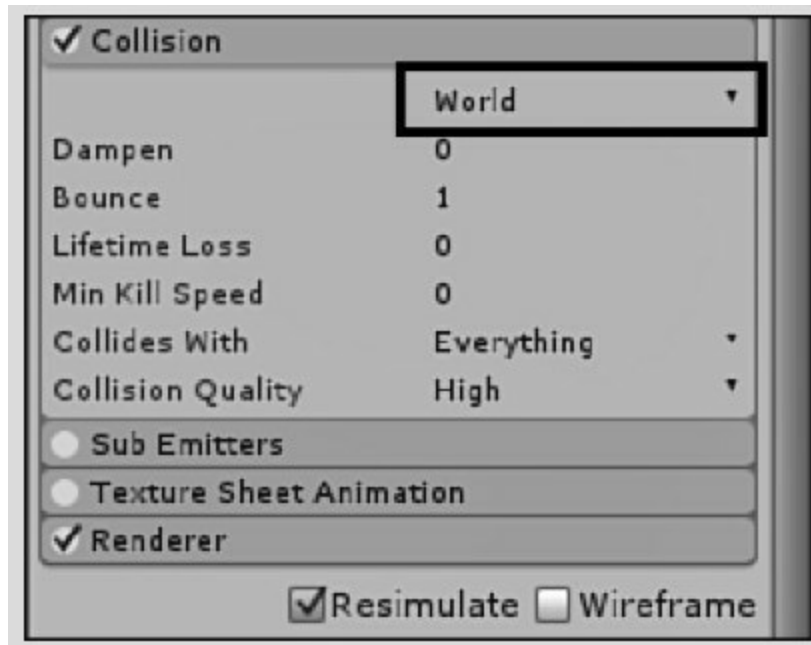 Collision
World
Dampen 0
Bounce 1
Lifetime Loss 0
Min Kill Speed 0
Collides With Everything
Collision Quality High
Sub Emitters
Texture Sheet Animation
Renderer
Resimulate Wireframe